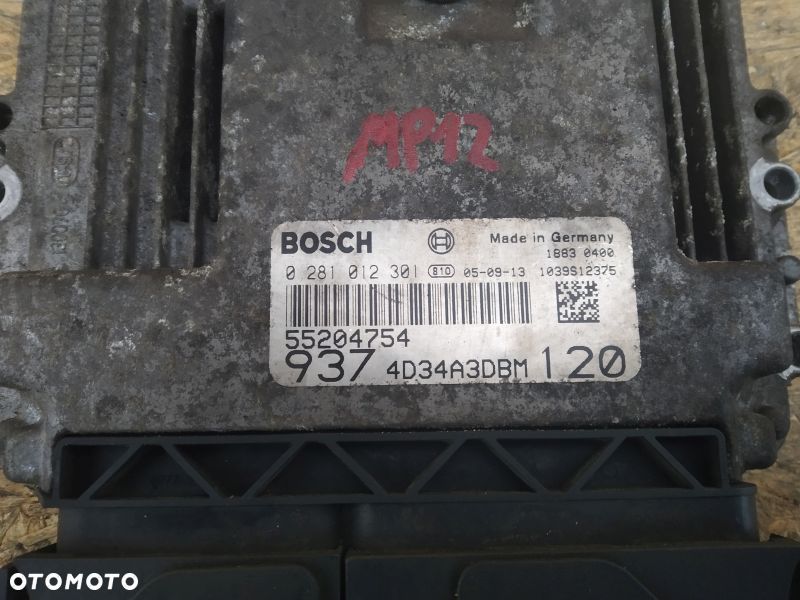 MP12
BOSCH Made in Germany
1883 0400
0 281 012 301 810 05-09-13 1039S12375
55204754
937 4D34A3DBM 120
OTOMOTO